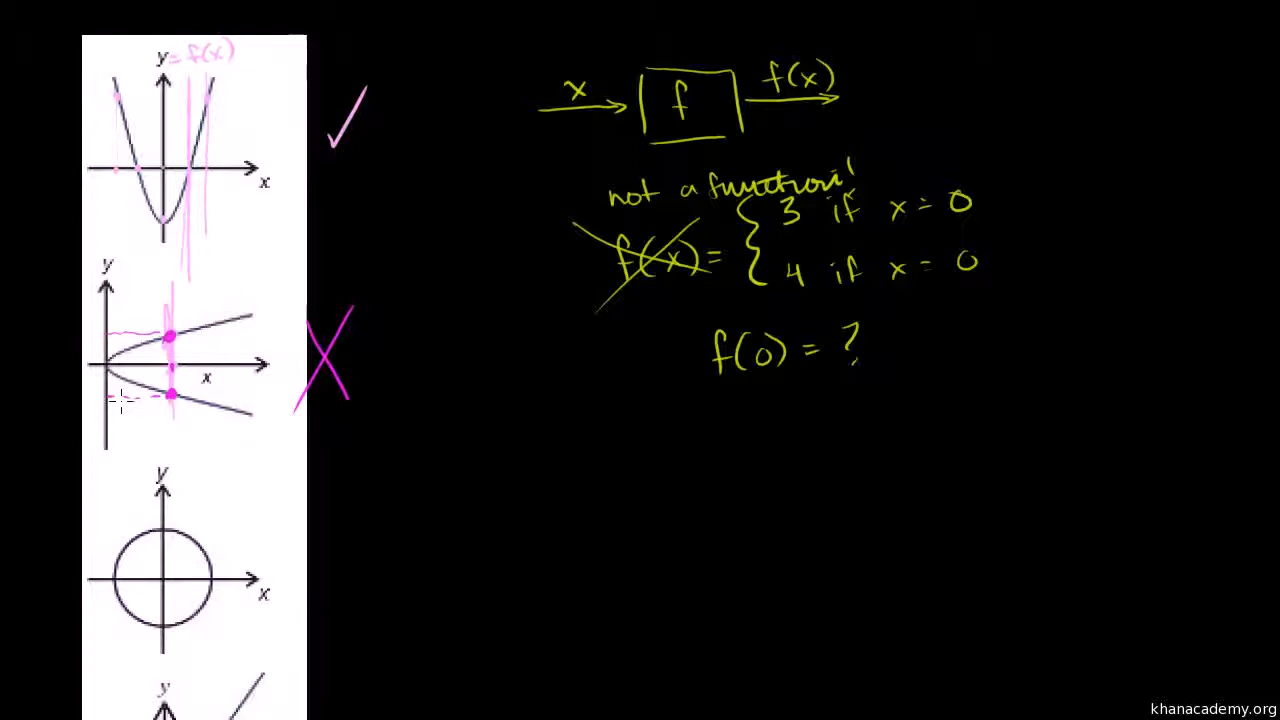 y = f(x)
x
y
x
y
x
y
x f f(x)
not a function!
f(x) = { 3 if x = 0
4 if x = 0
f(0) = ?
khanacademy.org